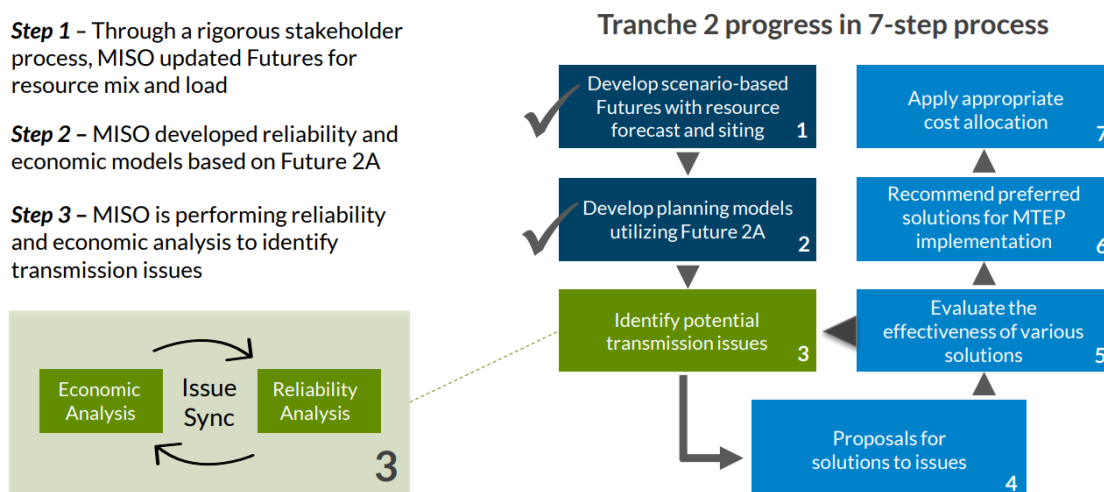 Step 1 – Through a rigorous stakeholder
process, MISO updated Futures for
resource mix and load
Step 2 – MISO developed reliability and
economic models based on Future 2A
Step 3 – MISO is performing reliability
and economic analysis to identify
transmission issues
Economic
Analysis
Issue
Sync
Reliability
Analysis
3
Tranche 2 progress in 7-step process
Develop scenario-based
Futures with resource
forecast and siting
1
Develop planning models
utilizing Future 2A
2
Identify potential
transmission issues
3
Proposals for
solutions to issues
4
Evaluate the
effectiveness of various
solutions
5
Recommend preferred
solutions for MTEP
implementation
6
Apply appropriate
cost allocation
7